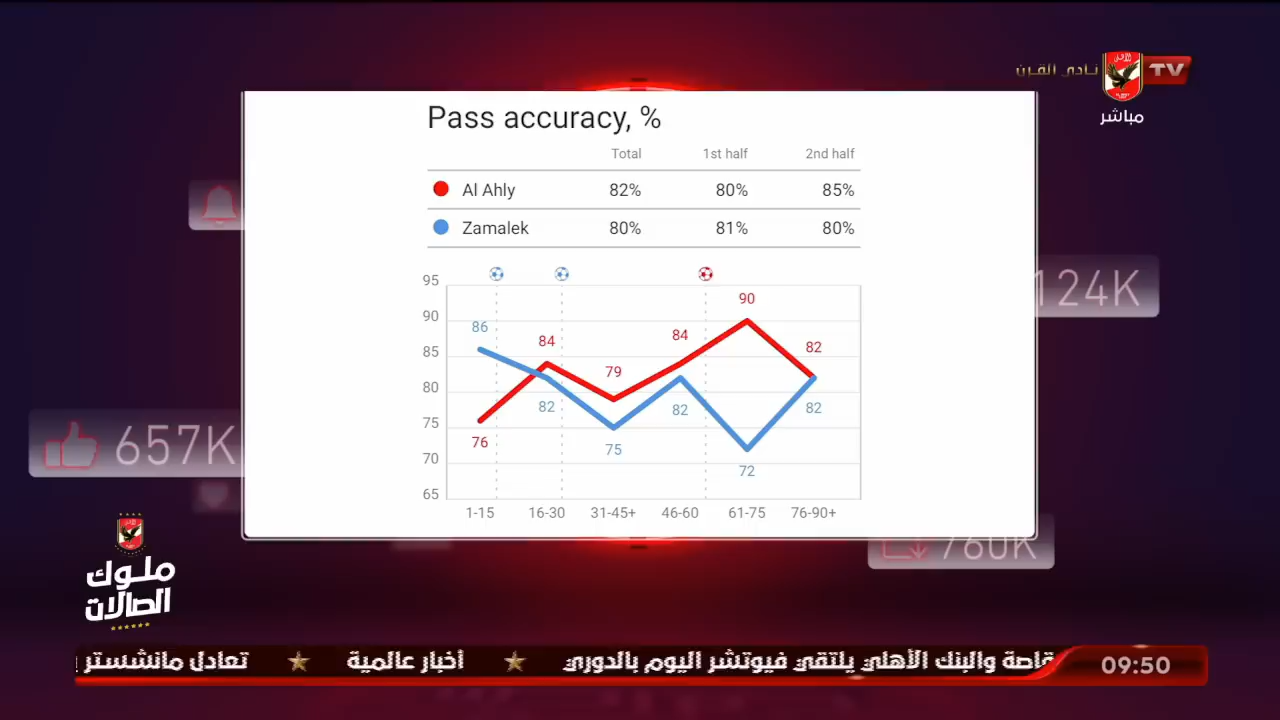 نادي القرن TV
مباشر
Pass accuracy, %
Total 1st half 2nd half
Al Ahly 82% 80% 85%
Zamalek 80% 81% 80%
95
90
85
80
75
70
65
86 84 79 84 90 82
76 82 75 82 72 82
1-15 16-30 31-45+ 46-60 61-75 76-90+
124K
657K
760K
ملوك
الصالات
قاصة والبنك الأهلي يلتقي فيوتشر اليوم بالدوري ★ أخبار عالمية ★ تعادل مانشستر
09:50